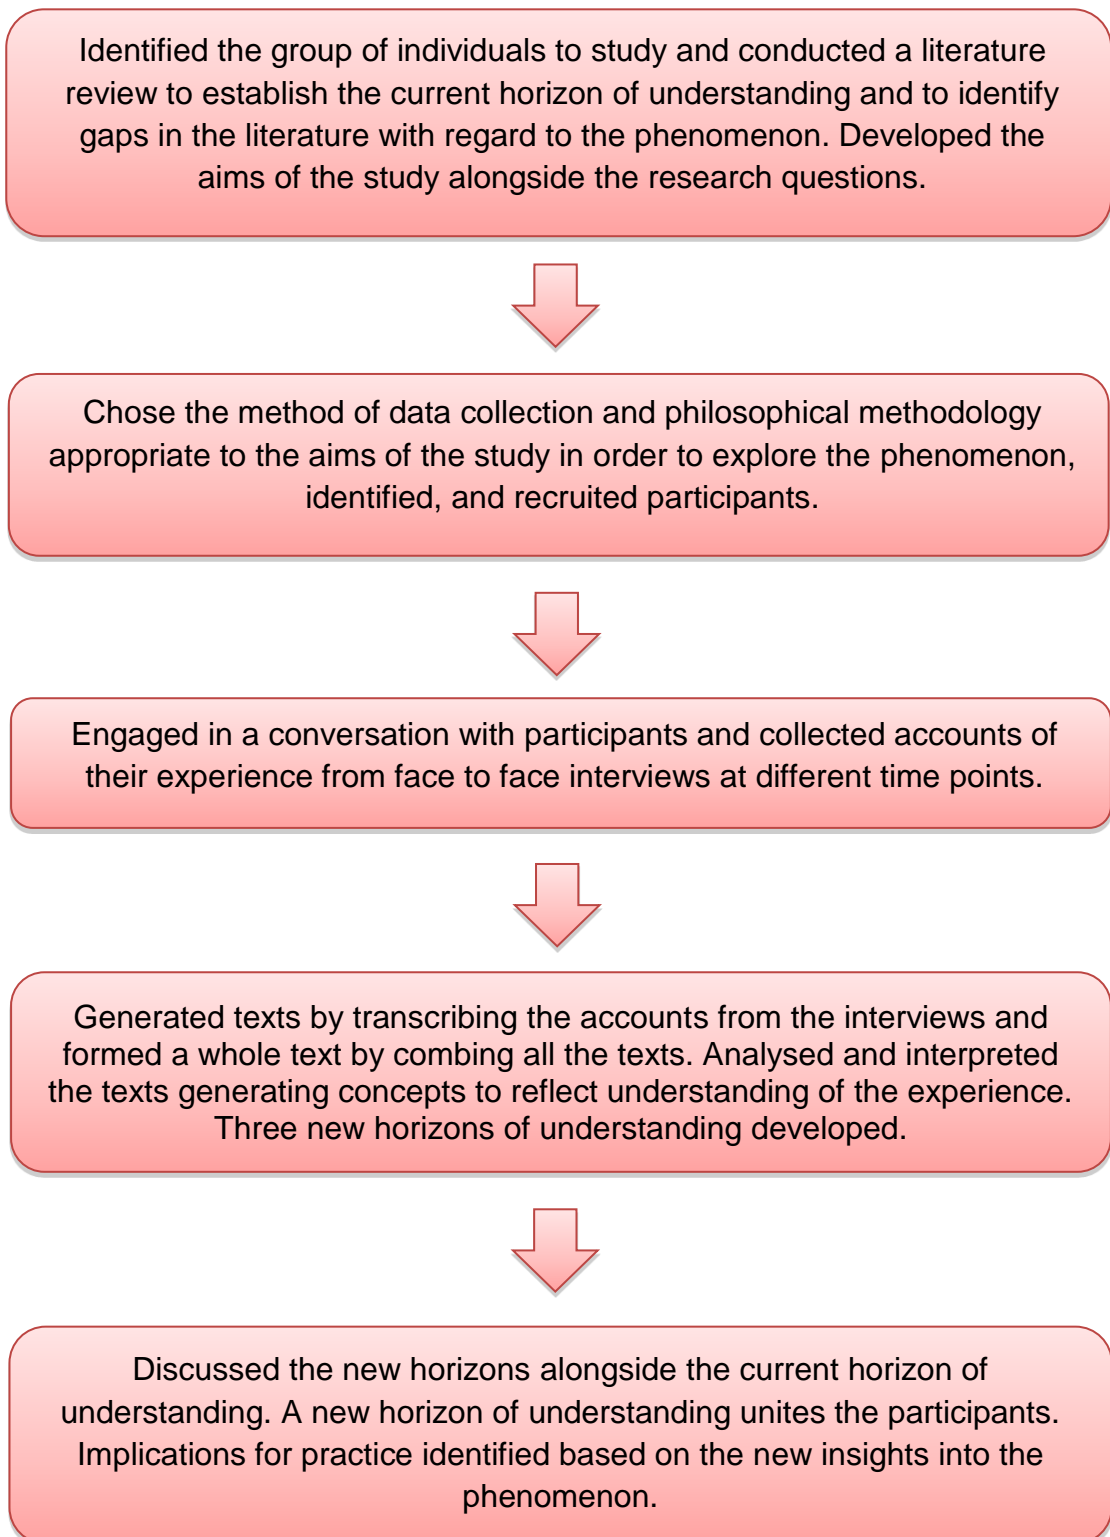 Identified the group of individuals to study and conducted a literature
review to establish the current horizon of understanding and to identify
gaps in the literature with regard to the phenomenon. Developed the
aims of the study alongside the research questions.
Chose the method of data collection and philosophical methodology
appropriate to the aims of the study in order to explore the phenomenon,
identified, and recruited participants.
Engaged in a conversation with participants and collected accounts of
their experience from face to face interviews at different time points.
Generated texts by transcribing the accounts from the interviews and
formed a whole text by combing all the texts. Analysed and interpreted
the texts generating concepts to reflect understanding of the experience.
Three new horizons of understanding developed.
Discussed the new horizons alongside the current horizon of
understanding. A new horizon of understanding unites the participants.
Implications for practice identified based on the new insights into the
phenomenon.